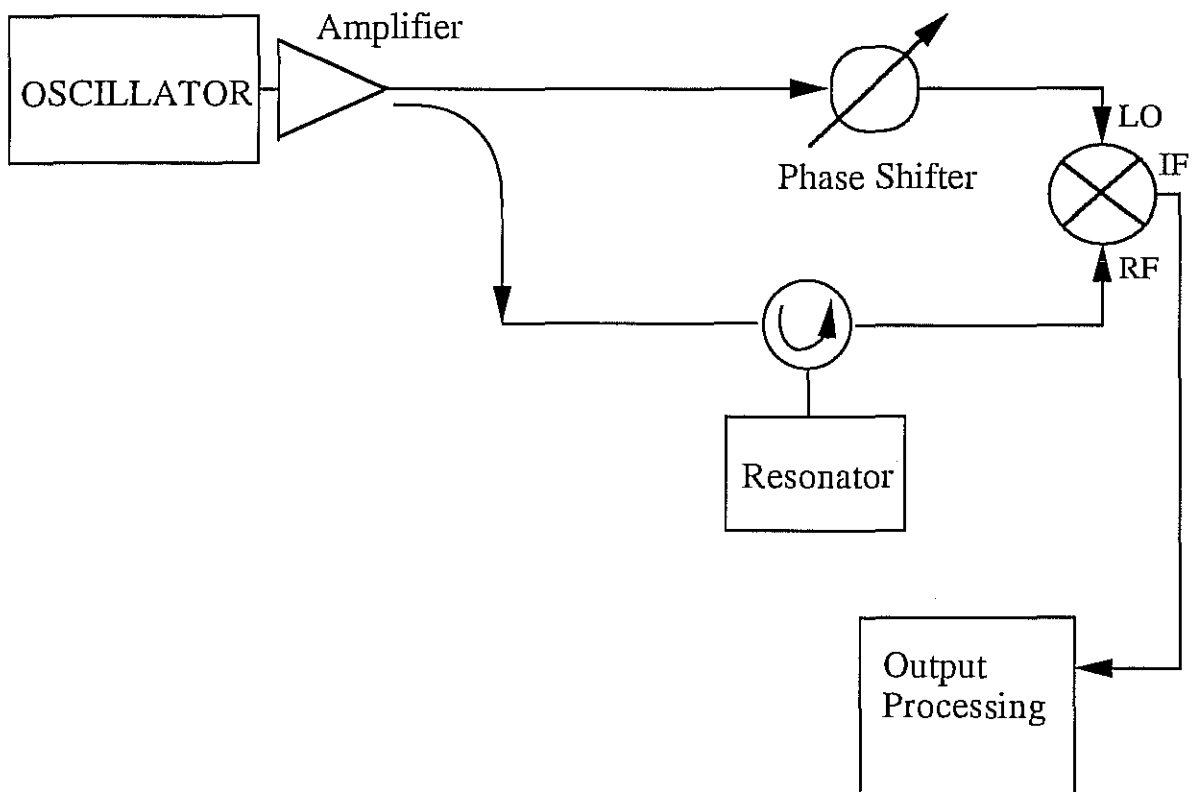 Amplifier
OSCILLATOR
LO
IF
Phase Shifter
RF
Resonator
Output
Processing